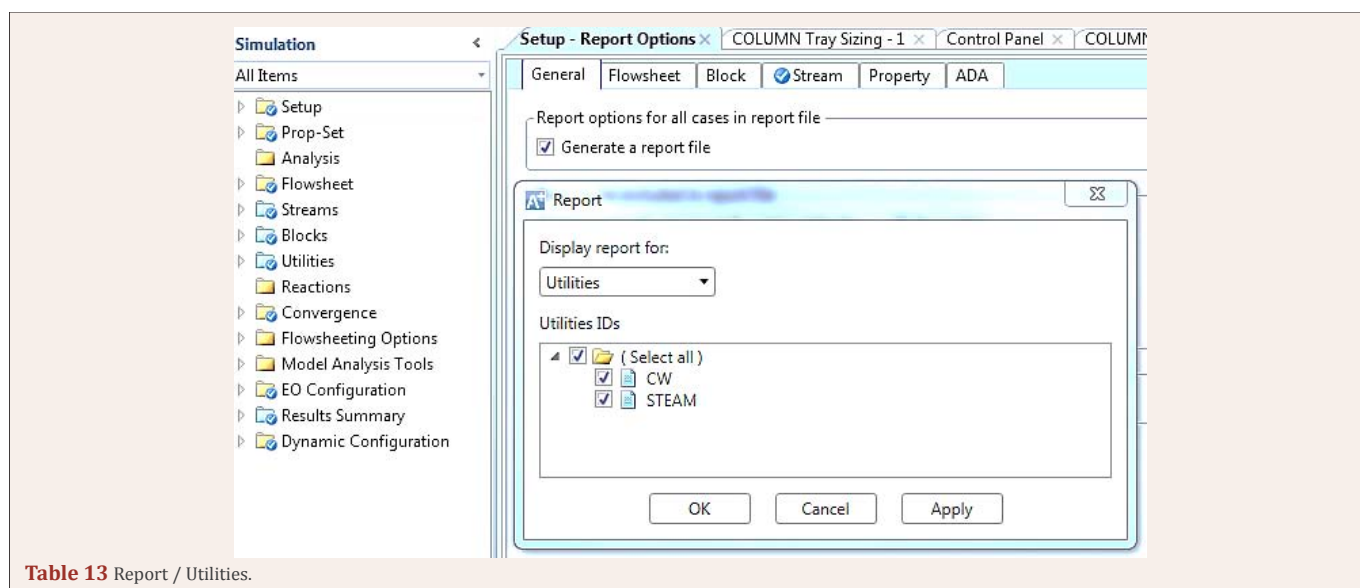 Simulation
All Items
Setup
Prop-Set
Analysis
Flowsheet
Streams
Blocks
Utilities
Reactions
Convergence
Flowsheeting Options
Model Analysis Tools
EO Configuration
Results Summary
Dynamic Configuration
Setup - Report Options × COLUMN Tray Sizing - 1 × Control Panel × COLUMN
General Flowsheet Block Stream Property ADA
Report options for all cases in report file
Generate a report file
Report
Display report for:
Utilities
Utilities IDs
( Select all )
CW
STEAM
OK Cancel Apply
Table 13 Report / Utilities.